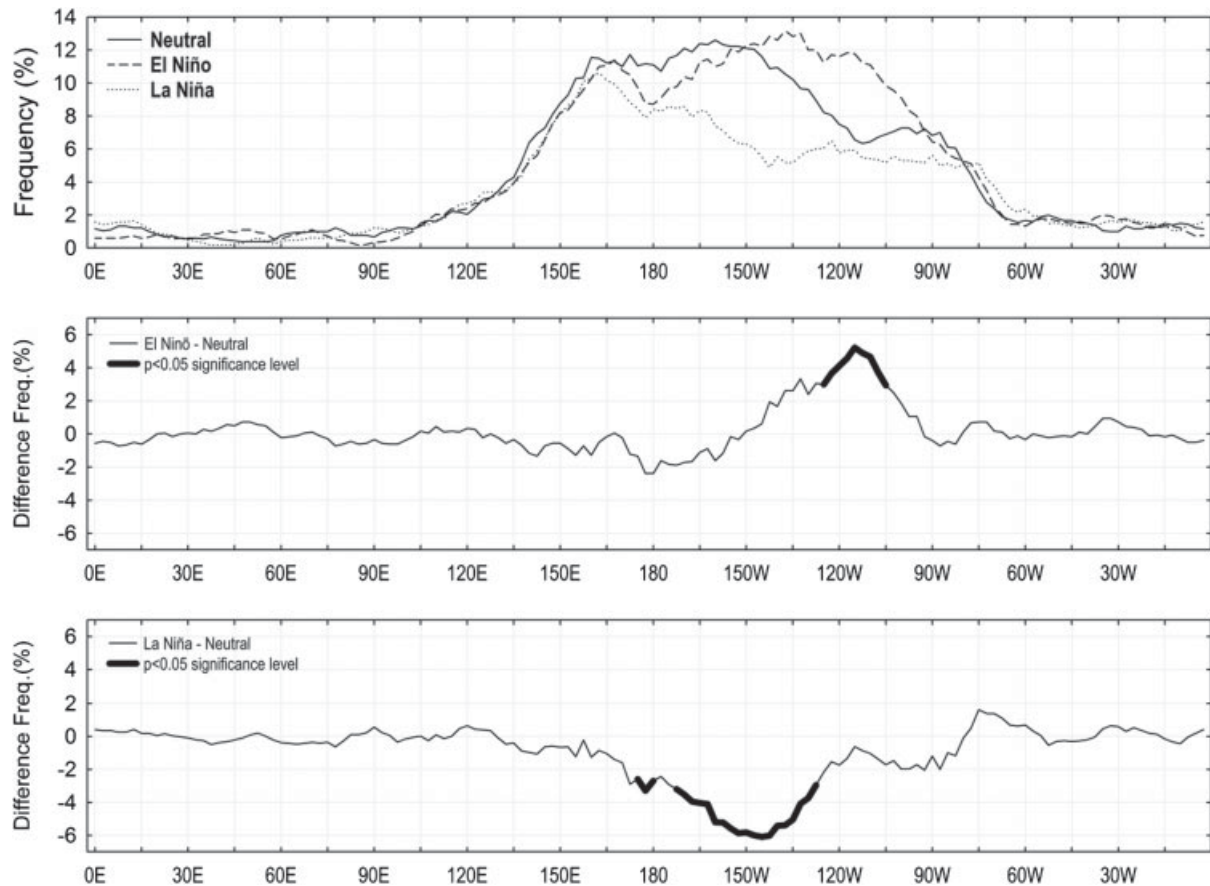 14
12
10
8
6
4
2
0
Frequency (%)
Neutral
El Niño
La Niña
0E 30E 60E 90E 120E 150E 180 150W 120W 90W 60W 30W
6
4
2
0
-2
-4
-6
Difference Freq.(%)
El Ninō - Neutral
p<0.05 significance level
0E 30E 60E 90E 120E 150E 180 150W 120W 90W 60W 30W
6
4
2
0
-2
-4
-6
Difference Freq.(%)
La Niña - Neutral
p<0.05 significance level
0E 30E 60E 90E 120E 150E 180 150W 120W 90W 60W 30W